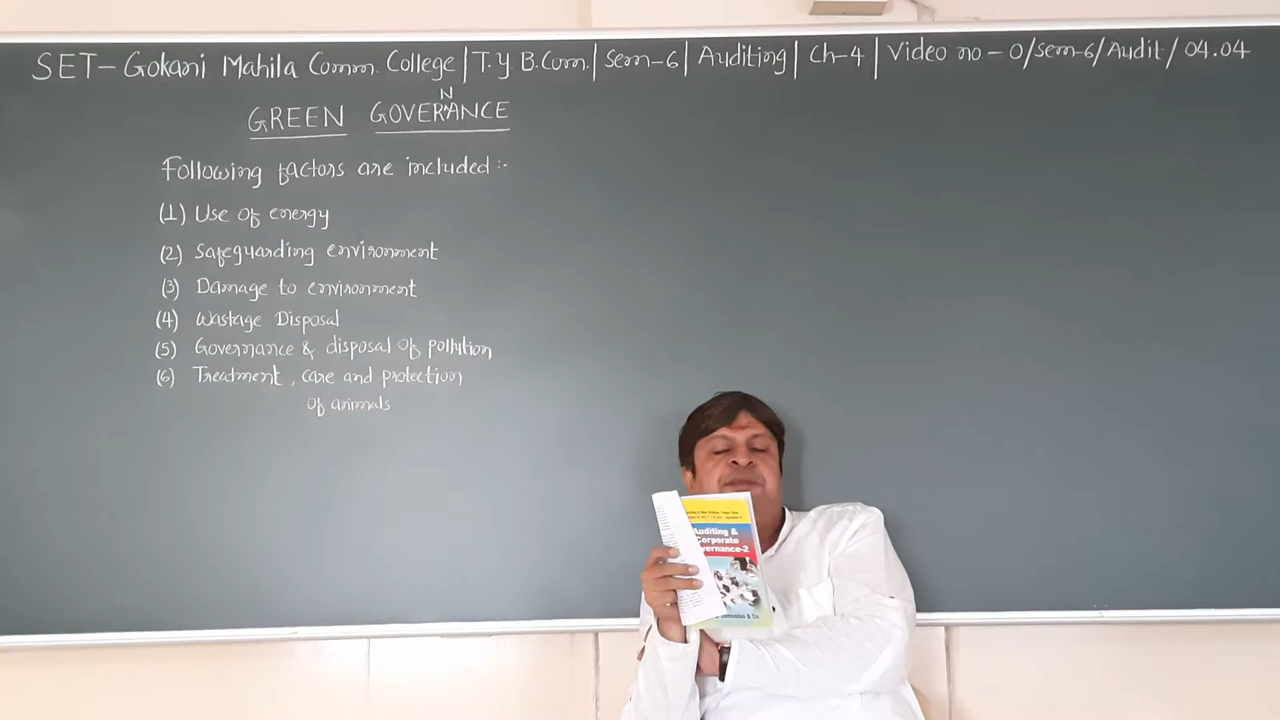 SET- Gokani Mahila Comm. College | T.Y B.Com. | Sem-6 | Auditing | Ch-4 | Video no - 0/sem-6/Audit / 04.04
GREEN GOVERNANCE
Following factors are included :-
(1) Use of energy
(2) Safeguarding environment
(3) Damage to environment
(4) Wastage Disposal
(5) Governance & disposal of pollution
(6) Treatment, care and protection
of animals
Auditing &
Corporate
vernance-2
& Co